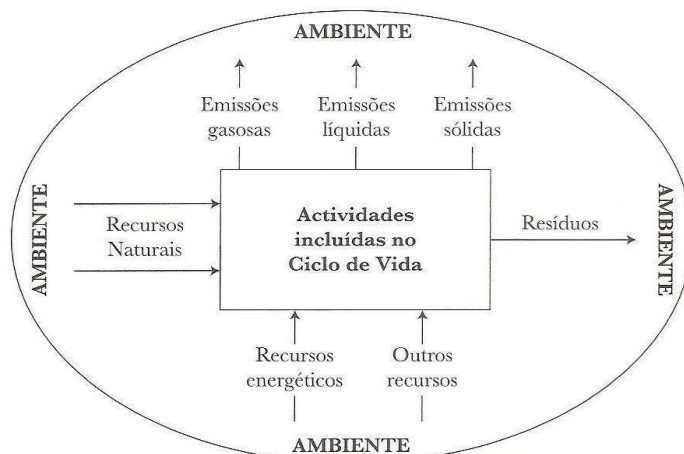 AMBIENTE
Emissões
gasosas
Emissões
líquidas
Emissões
sólidas
AMBIENTE
Recursos
Naturais
Actividades
incluídas no
Ciclo de Vida
Resíduos
AMBIENTE
Recursos
energéticos
Outros
recursos
AMBIENTE